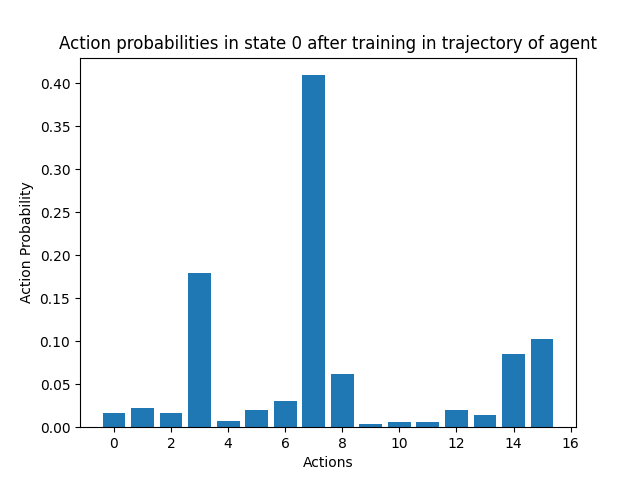 Action probabilities in state 0 after training in trajectory of agent
0.40
0.35
0.30
0.25
0.20
0.15
0.10
0.05
0.00
Action Probability
0 2 4 6 8 10 12 14 16
Actions